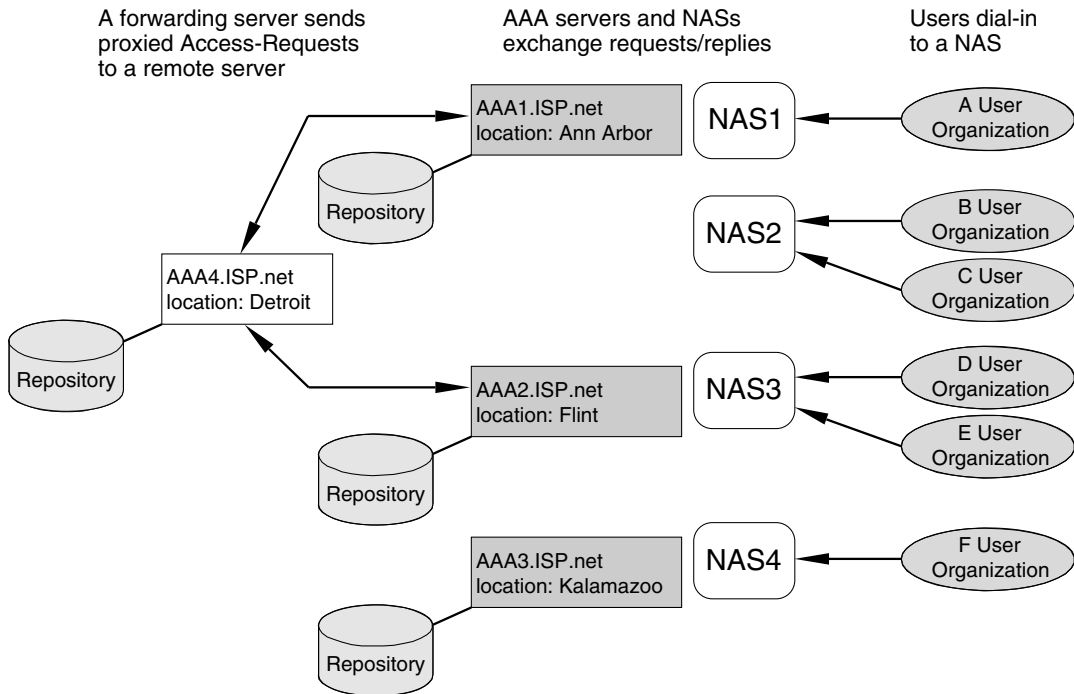 A forwarding server sends
proxied Access-Requests
to a remote server
AAA servers and NASs
exchange requests/replies
Users dial-in
to a NAS
AAA1.ISP.net
location: Ann Arbor
NAS1
A User
Organization
Repository
NAS2
B User
Organization
C User
Organization
AAA4.ISP.net
location: Detroit
Repository
AAA2.ISP.net
location: Flint
NAS3
D User
Organization
E User
Organization
Repository
AAA3.ISP.net
location: Kalamazoo
NAS4
F User
Organization
Repository